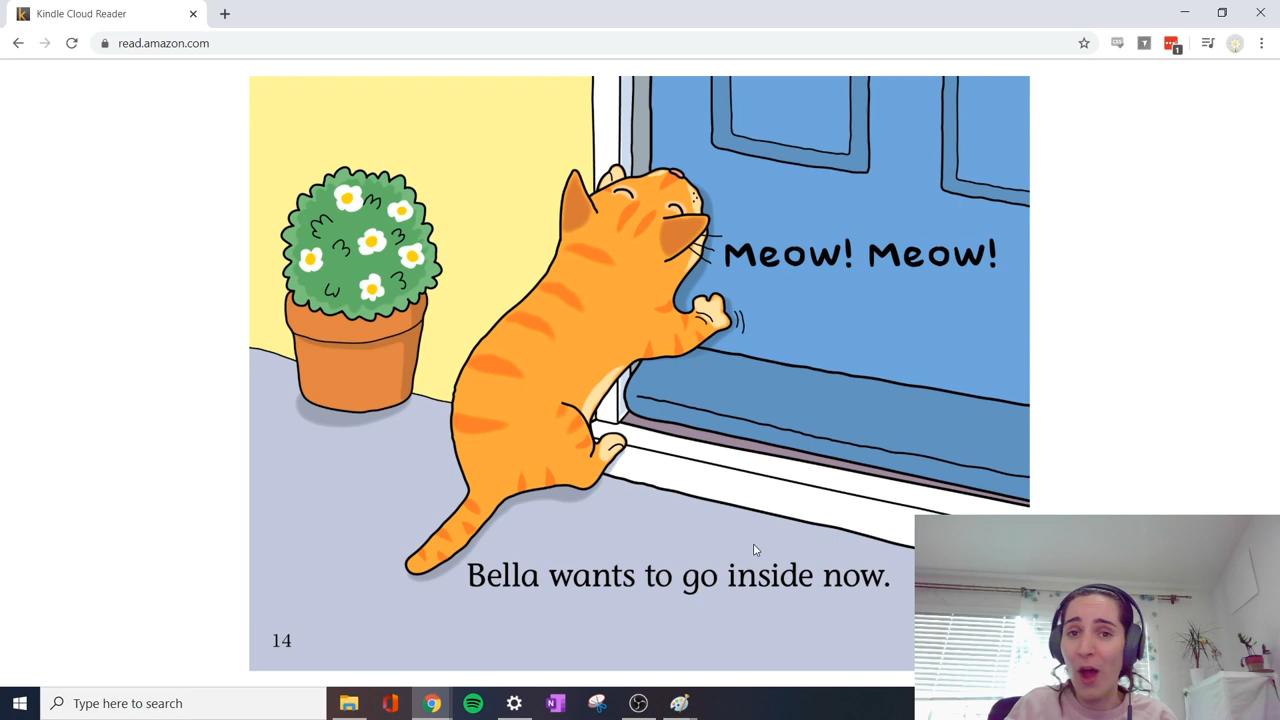 Kindle Cloud Reader
read.amazon.com
1
Meow! Meow!
Bella wants to go inside now.
14
Type here to search